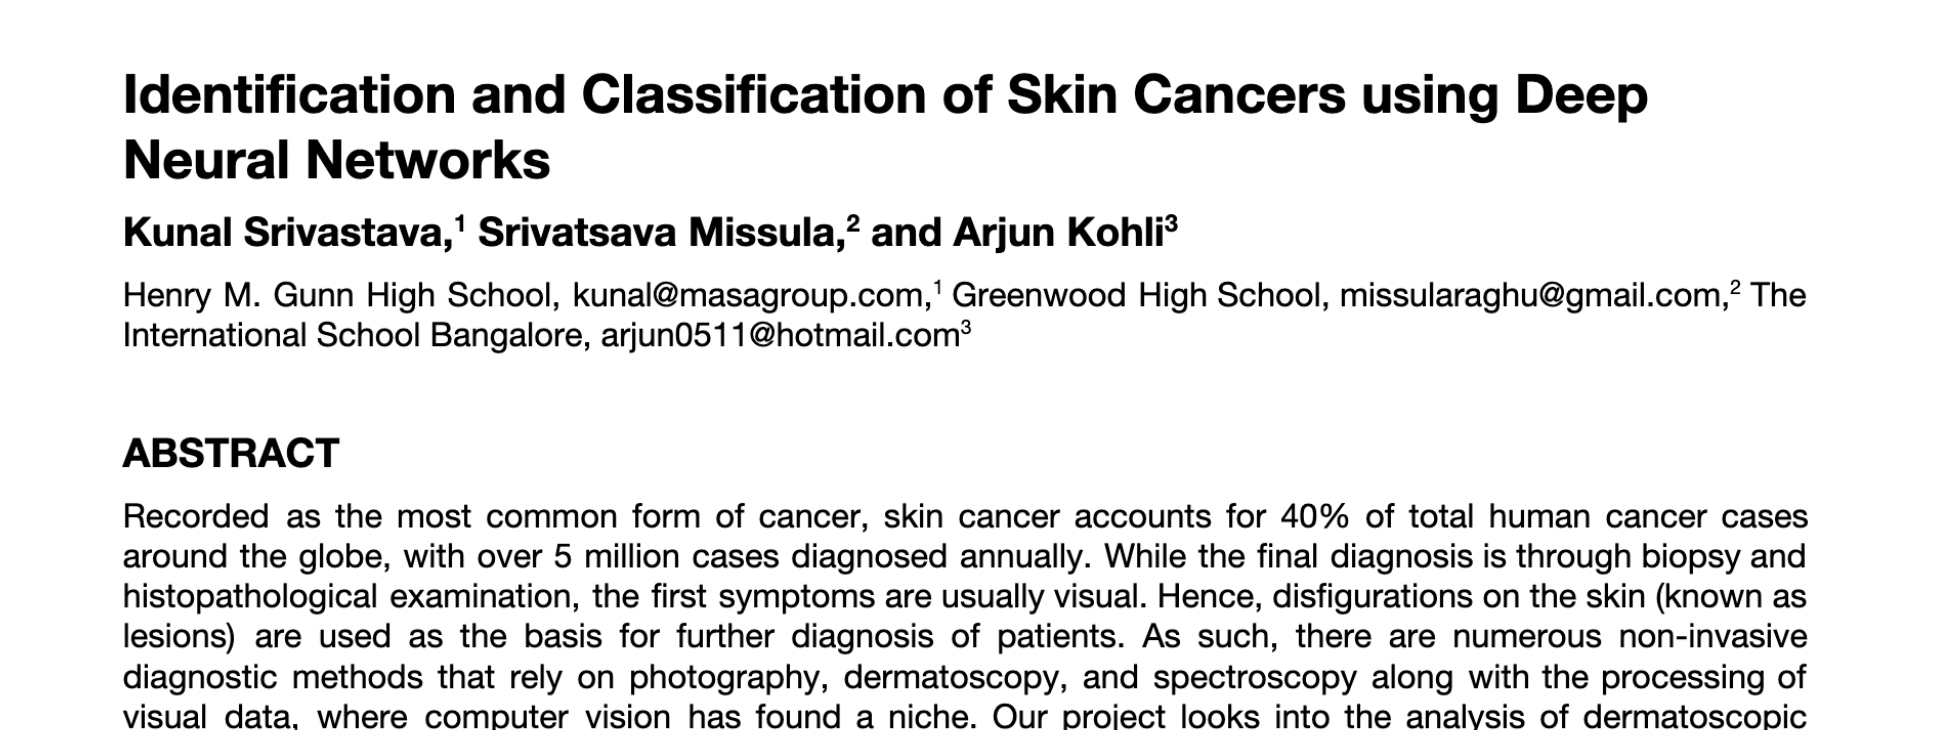 Identification and Classification of Skin Cancers using Deep
Neural Networks
Kunal Srivastava,¹ Srivatsava Missula,² and Arjun Kohli³
Henry M. Gunn High School, kunal@masagroup.com,¹ Greenwood High School, missularaghu@gmail.com,² The
International School Bangalore, arjun0511@hotmail.com³
ABSTRACT
Recorded as the most common form of cancer, skin cancer accounts for 40% of total human cancer cases
around the globe, with over 5 million cases diagnosed annually. While the final diagnosis is through biopsy and
histopathological examination, the first symptoms are usually visual. Hence, disfigurations on the skin (known as
lesions) are used as the basis for further diagnosis of patients. As such, there are numerous non-invasive
diagnostic methods that rely on photography, dermatoscopy, and spectroscopy along with the processing of
visual data, where computer vision has found a niche. Our project looks into the analysis of dermatoscopic